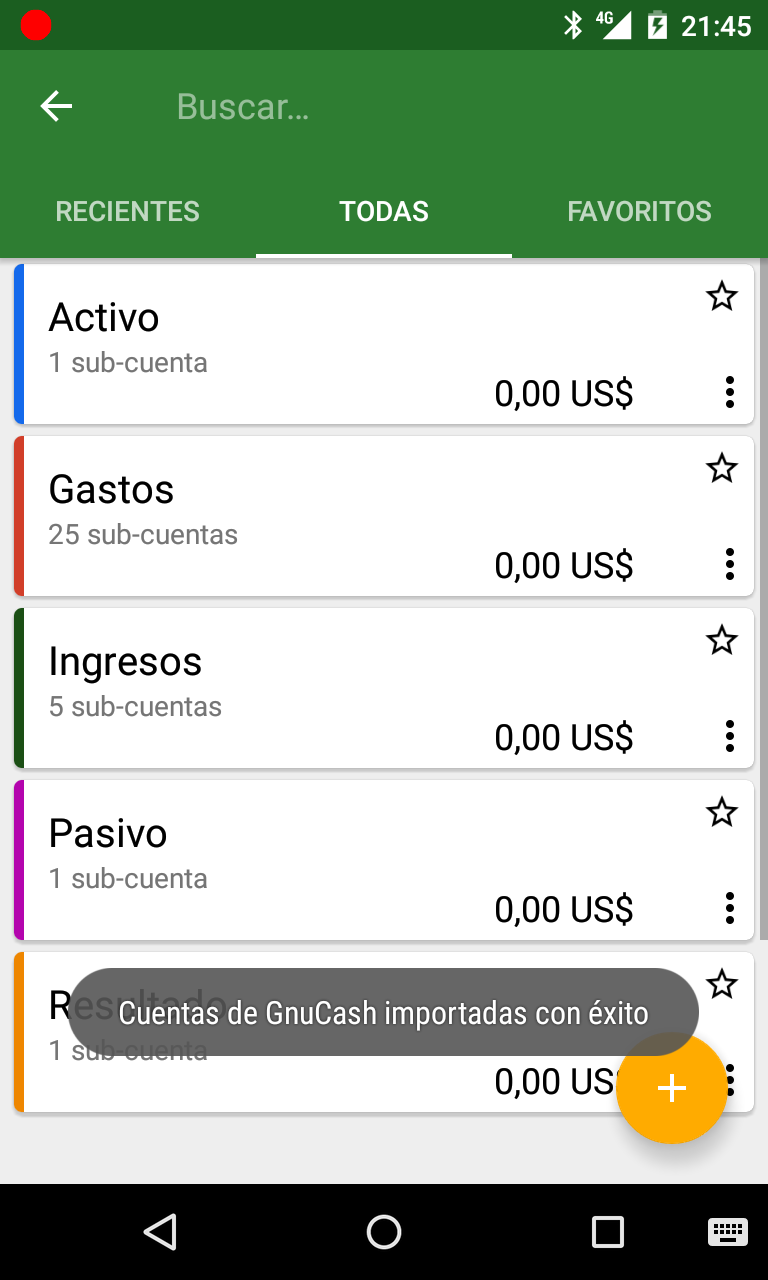 4G 21:45
Buscar...
RECIENTES TODAS FAVORITOS
Activo
1 sub-cuenta
0,00 US$
Gastos
25 sub-cuentas
0,00 US$
Ingresos
5 sub-cuentas
0,00 US$
Pasivo
1 sub-cuenta
0,00 US$
Resultado
Cuentas de GnuCash importadas con éxito
1 sub-cuenta
0,00 US$